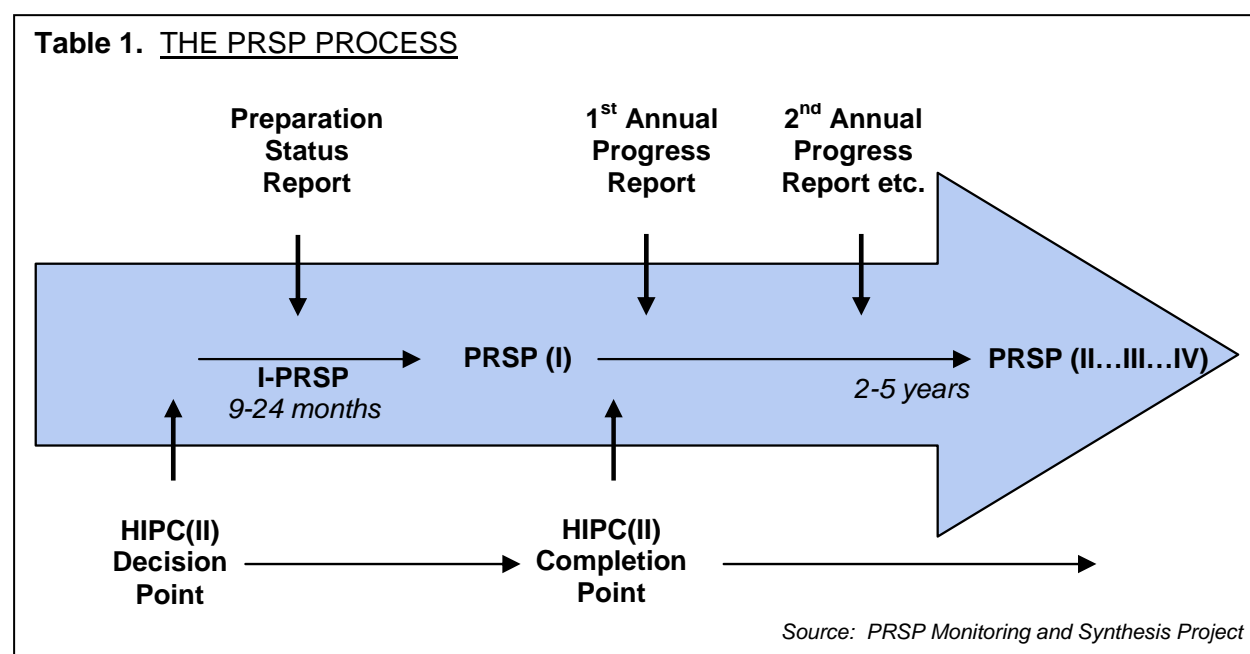 Table 1. THE PRSP PROCESS
Preparation
Status
Report
1st Annual
Progress
Report
2nd Annual
Progress
Report etc.
I-PRSP
9-24 months
PRSP (I)
2-5 years
PRSP (II…III…IV)
HIPC(II)
Decision
Point
HIPC(II)
Completion
Point
Source: PRSP Monitoring and Synthesis Project